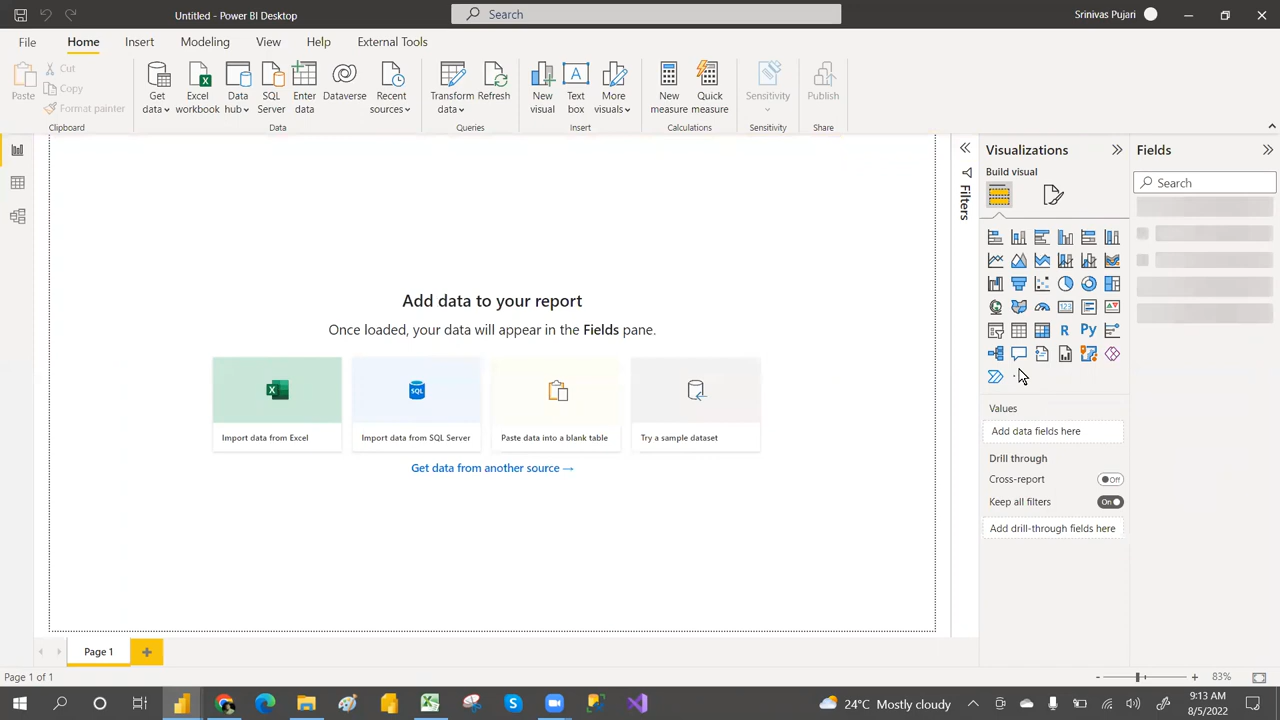 Untitled - Power BI Desktop
Search
Srinivas Pujari
File
Home
Insert
Modeling
View
Help
External Tools
Paste
Cut
Copy
Format painter
Clipboard
Get data
Excel workbook
Data hub
SQL Server
Enter data
Dataverse
Recent sources
Data
Transform data
Refresh
Queries
New visual
Text box
More visuals
Insert
New measure
Quick measure
Calculations
Sensitivity
Sensitivity
Publish
Share
Filters
Visualizations
Build visual
R
Py
Values
Add data fields here
Drill through
Cross-report
Off
Keep all filters
On
Add drill-through fields here
Fields
Search
Add data to your report
Once loaded, your data will appear in the Fields pane.
SQL
Import data from Excel
Import data from SQL Server
Paste data into a blank table
Try a sample dataset
Get data from another source →
Page 1
Page 1 of 1
83%
24°C Mostly cloudy
9:13 AM
8/5/2022